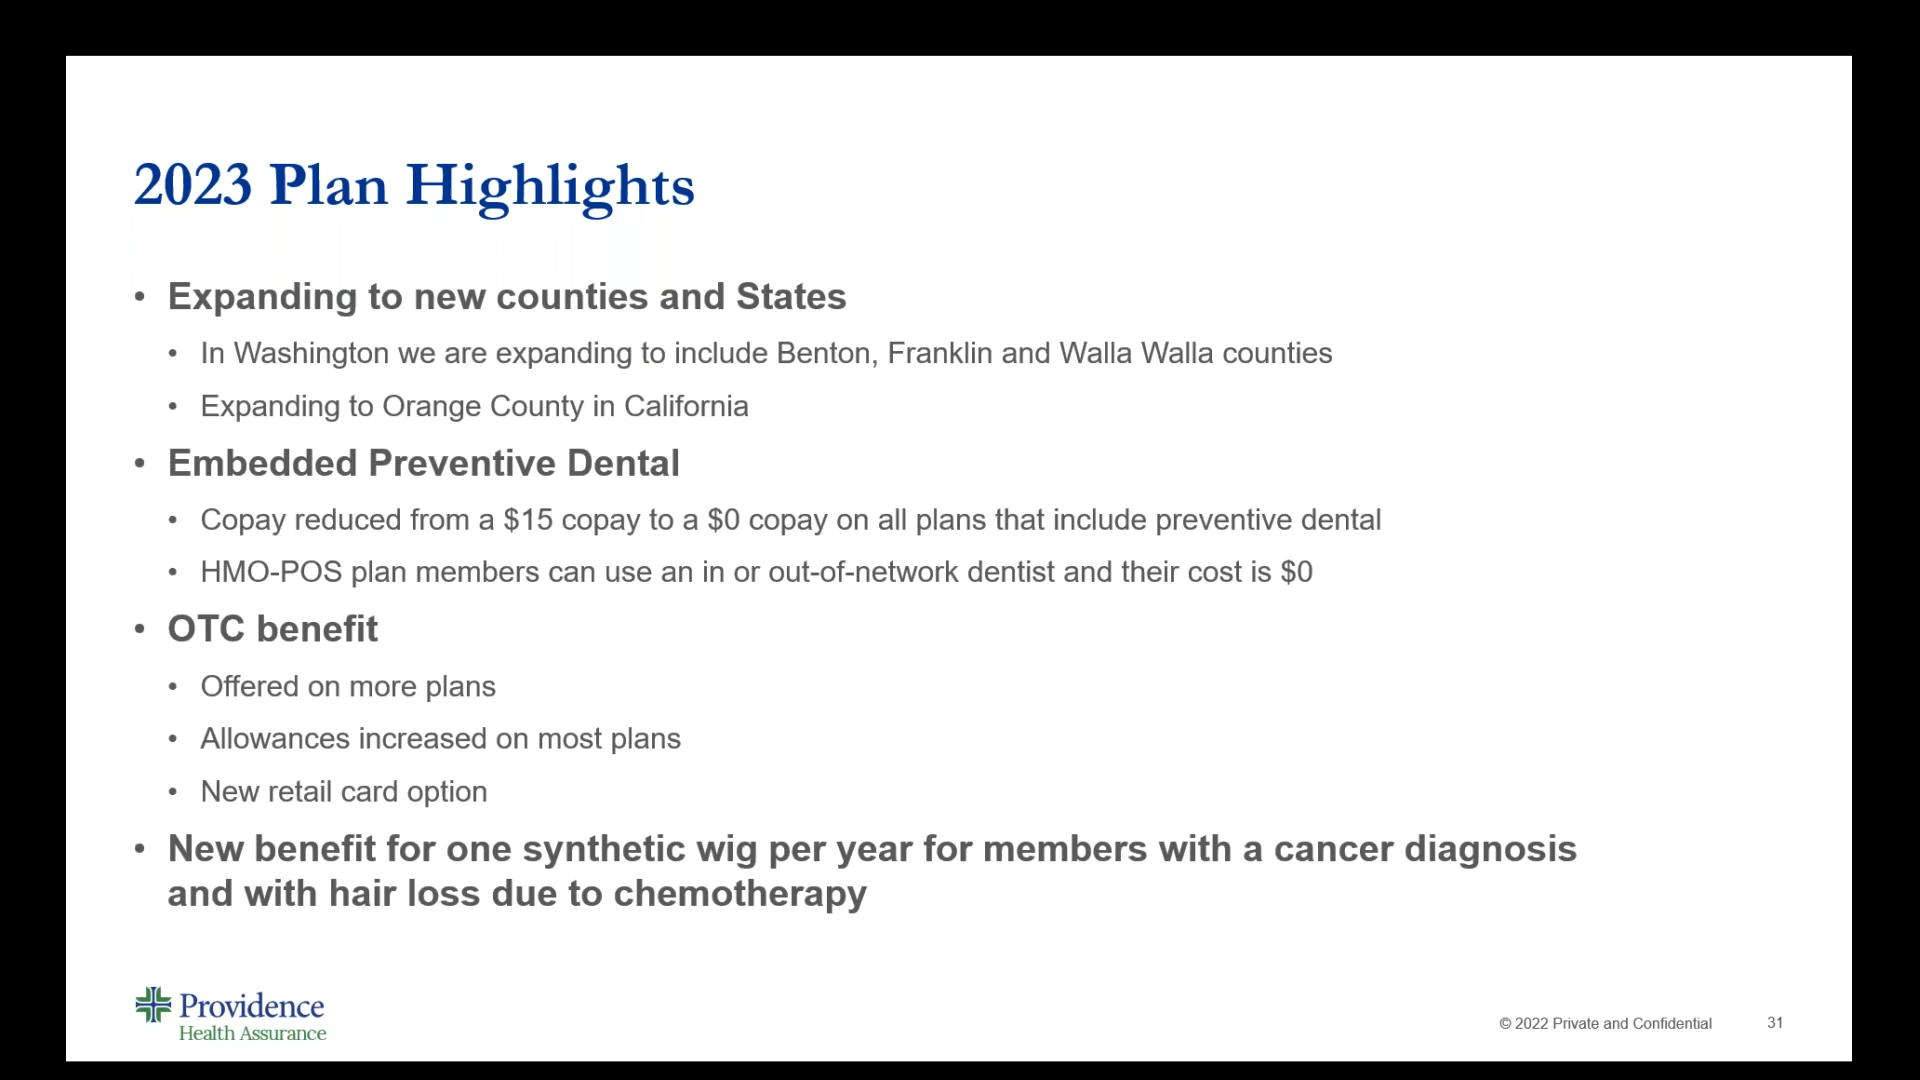 2023 Plan Highlights
• Expanding to new counties and States
• In Washington we are expanding to include Benton, Franklin and Walla Walla counties
• Expanding to Orange County in California
• Embedded Preventive Dental
• Copay reduced from a $15 copay to a $0 copay on all plans that include preventive dental
• HMO-POS plan members can use an in or out-of-network dentist and their cost is $0
• OTC benefit
• Offered on more plans
• Allowances increased on most plans
• New retail card option
• New benefit for one synthetic wig per year for members with a cancer diagnosis
and with hair loss due to chemotherapy
Providence
Health Assurance
© 2022 Private and Confidential 31